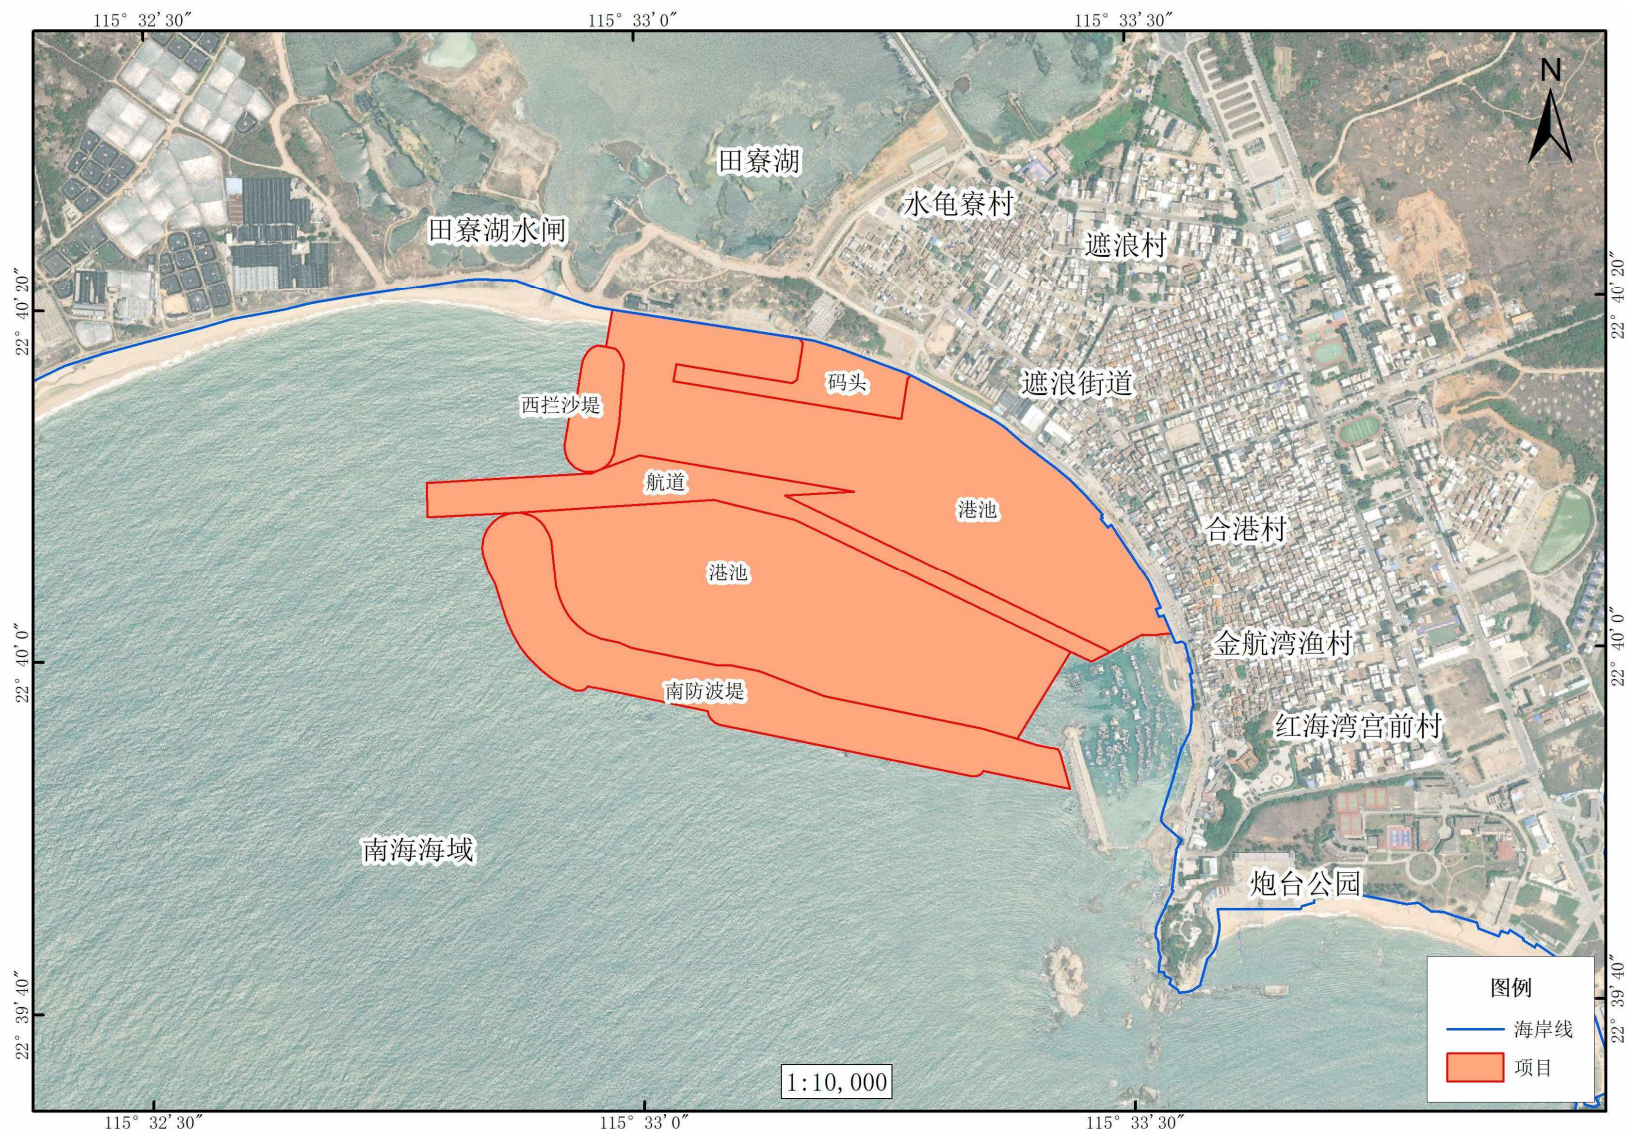 115° 32'30" 115° 33'0" 115° 33'30"
N
田寮湖
水龟寮村
田寮湖水闸
遮浪村
22° 40'20" 22° 40'20"
码头
遮浪街道
西拦沙堤
航道
港池
合港村
港池
22° 40'0" 22° 40'0"
金航湾渔村
南防波堤
红海湾宫前村
南海海域
炮台公园
22° 39'40" 22° 39'40"
图例
海岸线
项目
1:10,000
115° 32'30" 115° 33'0" 115° 33'30"